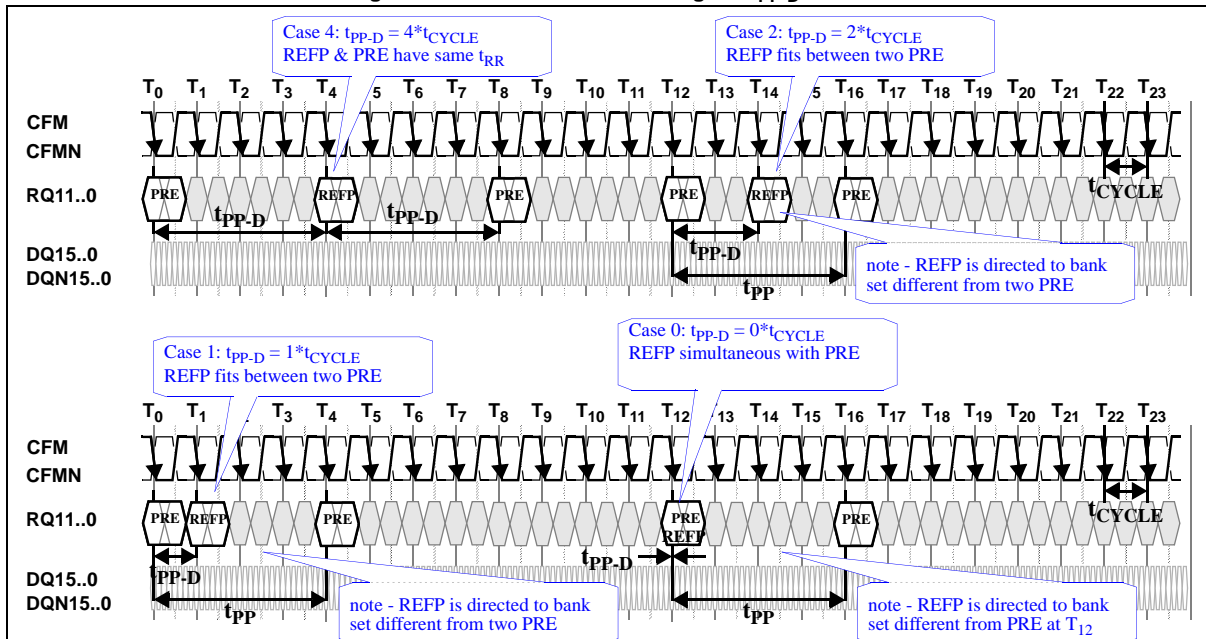 Case 4: tPP-D = 4*tCYCLE
REFP & PRE have same tRR
Case 2: tPP-D = 2*tCYCLE
REFP fits between two PRE
T0 T1 T2 T3 T4 T5 T6 T7 T8 T9 T10 T11 T12 T13 T14 5 T16 T17 T18 T19 T20 T21 T22 T23
CFM
CFMN
RQ11..0
PRE REFP PRE PRE REFP PRE
tCYCLE
tPP-D tPP-D tPP-D
DQ15..0
DQN15..0
tPP
note - REFP is directed to bank
set different from two PRE
Case 1: tPP-D = 1*tCYCLE
REFP fits between two PRE
Case 0: tPP-D = 0*tCYCLE
REFP simultaneous with PRE
T0 T1 T3 T4 T5 T6 T7 T8 T9 T10 T11 T12 T13 T14 T15 T16 T17 T18 T19 T20 T21 T22 T23
CFM
CFMN
RQ11..0
PRE REFP PRE PRE REFP PRE
tCYCLE
tPP-D tPP-D
DQ15..0
DQN15..0
tPP tPP
note - REFP is directed to bank
set different from two PRE
note - REFP is directed to bank
set different from PRE at T12